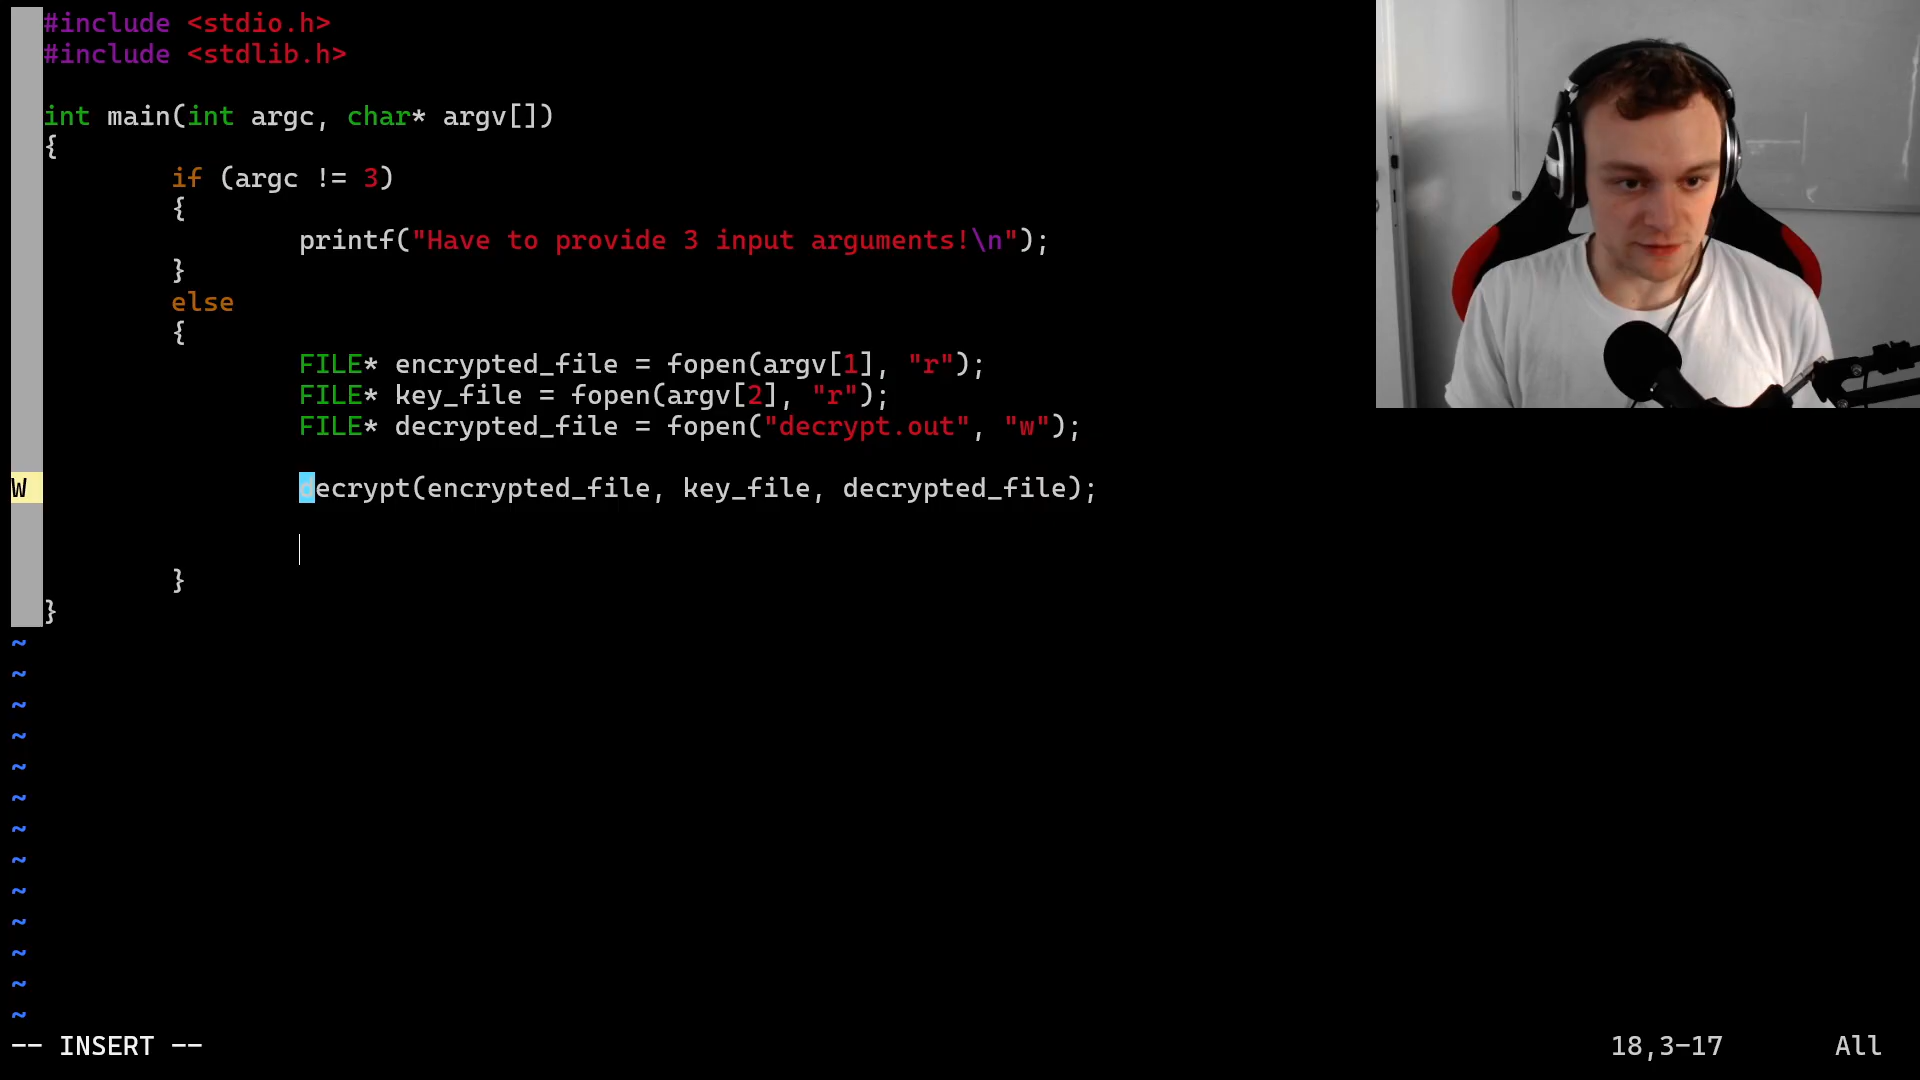 #include <stdio.h>
#include <stdlib.h>
int main(int argc, char* argv[])
{
if (argc != 3)
{
printf("Have to provide 3 input arguments!\n");
}
else
{
FILE* encrypted_file = fopen(argv[1], "r");
FILE* key_file = fopen(argv[2], "r");
FILE* decrypted_file = fopen("decrypt.out", "w");
W decrypt(encrypted_file, key_file, decrypted_file);
}
}
~
~
~
~
~
~
~
~
~
~
~
~
~
-- INSERT -- 18,3-17 All